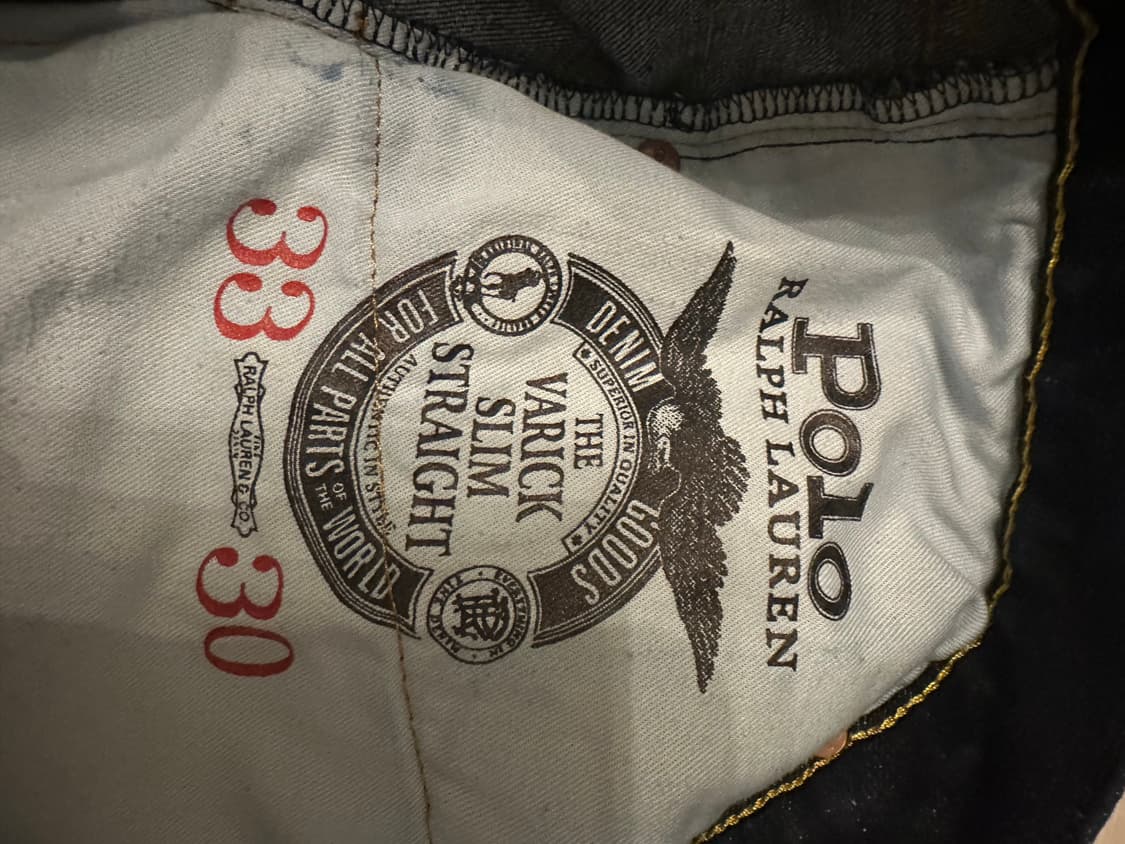 POLO
RALPH LAUREN
DENIM GOODS
SUPERIOR IN QUALITY
THE
VARICK
SLIM
STRAIGHT
AUTHENTIC IN STYLE
FOR ALL PARTS OF THE WORLD
33 RALPH LAUREN & CO. 30